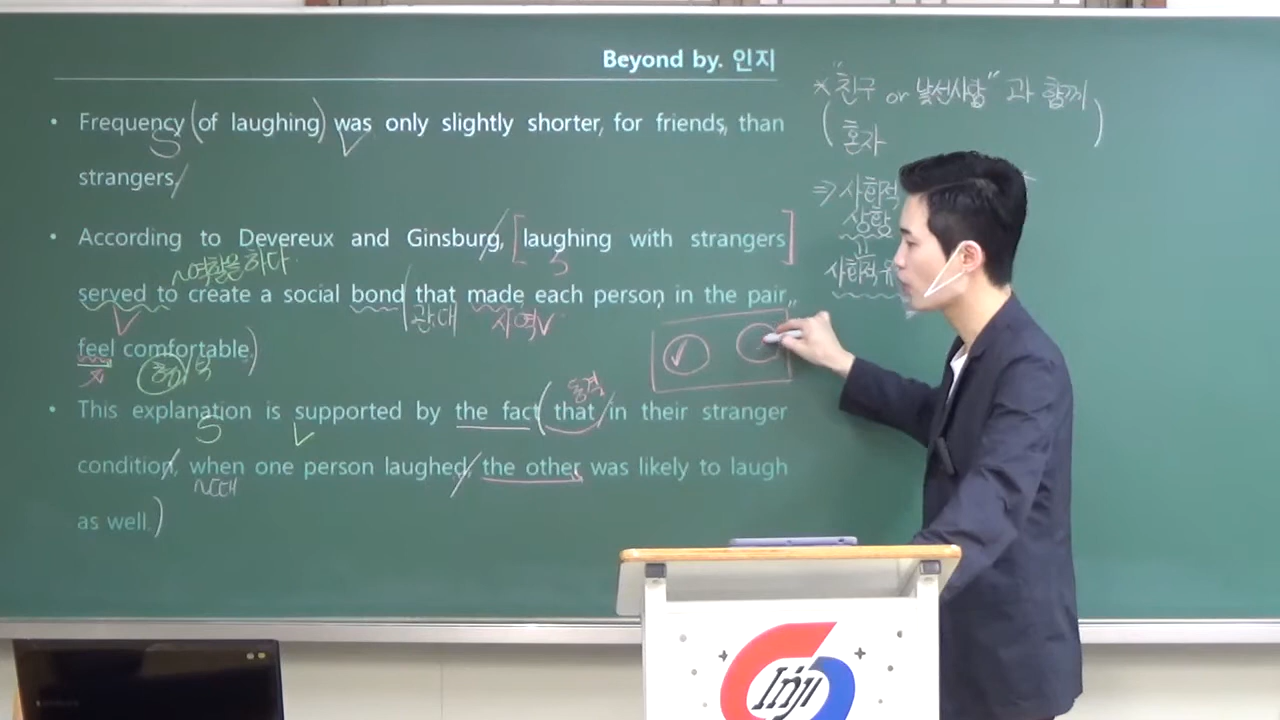 Beyond by. 인지
• Frequency (of laughing) was only slightly shorter, for friends, than
S V
strangers,/
• According to Devereux and Ginsburg, [laughing with strangers]
~역할을 하다 S
served to create a social bond that made each person, in the pair,
V 관.대 사역V
feel comfortable.)
동격
• This explanation is supported by the fact (that in their stranger
S V
condition, when one person laughed, the other was likely to laugh
~때
as well.)
* "친구 or 낯선사람" 과 함께
( 혼자 )
⇒ 사회적
상황
=
사회적
Inji